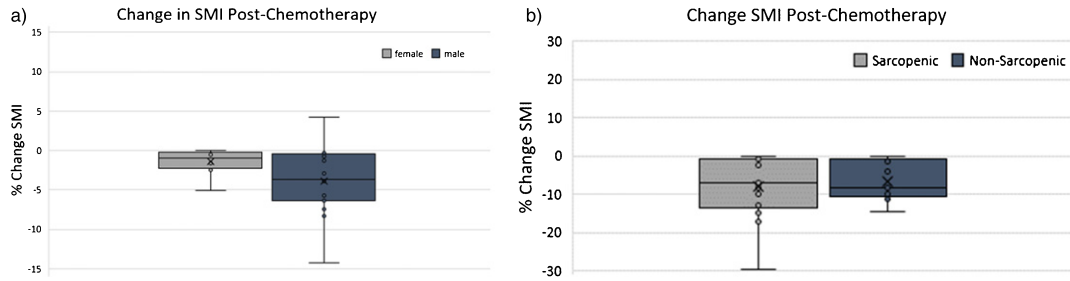 a)
Change in SMI Post-Chemotherapy
15
10
5
0
-5
-10
-15
% Change SMI
female male
b)
Change SMI Post-Chemotherapy
30
20
10
0
-10
-20
-30
% Change SMI
Sarcopenic Non-Sarcopenic